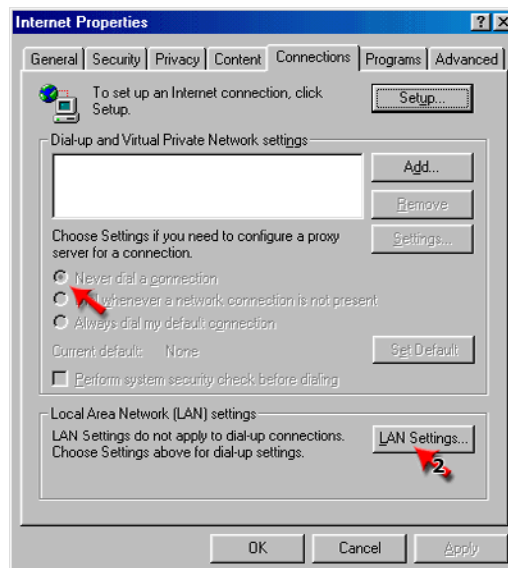 Internet Properties
General Security Privacy Content Connections Programs Advanced
To set up an Internet connection, click
Setup.
Setup...
Dial-up and Virtual Private Network settings
Add...
Remove
Choose Settings if you need to configure a proxy
server for a connection.
Settings...
Never dial a connection
whenever a network connection is not present
Always dial my default connection
Current default: None
Set Default
Perform system security check before dialing
Local Area Network (LAN) settings
LAN Settings do not apply to dial-up connections.
Choose Settings above for dial-up settings.
LAN Settings...
2
OK Cancel Apply